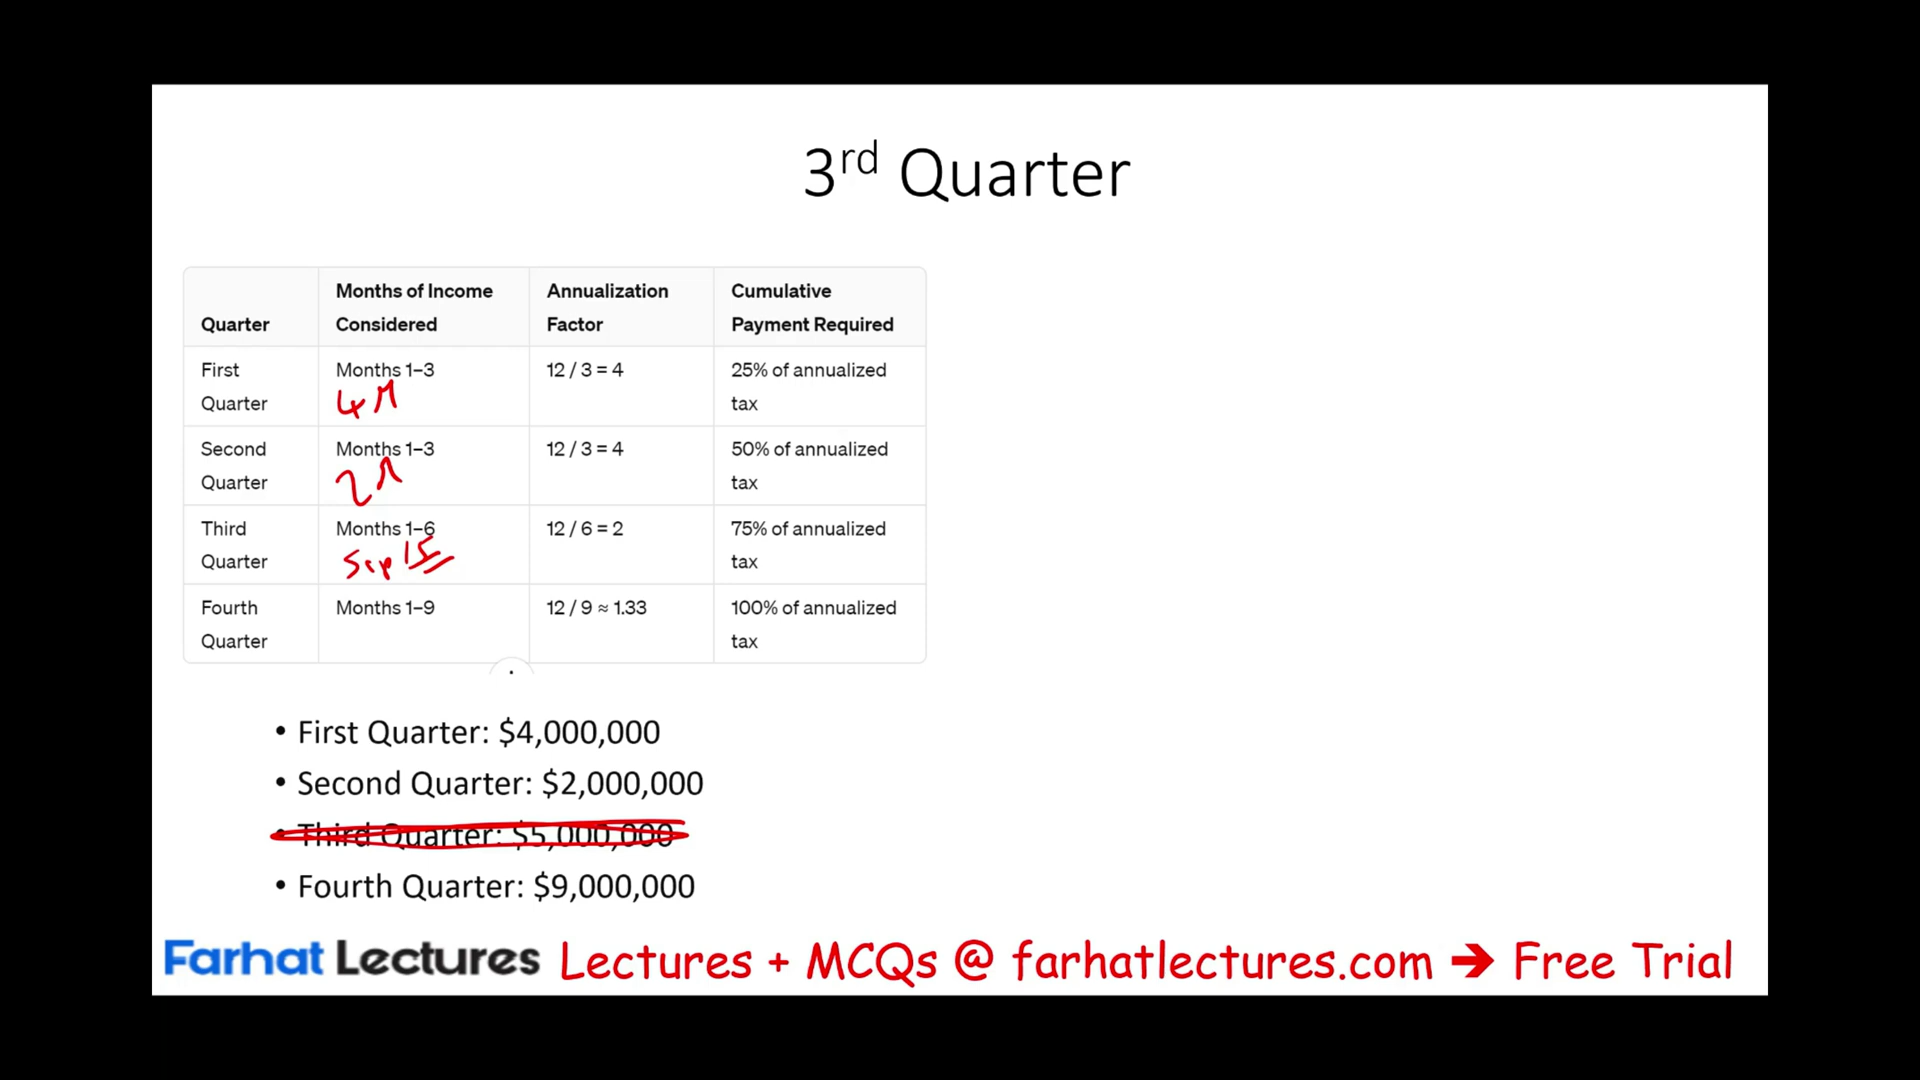 3rd Quarter
Quarter | Months of Income Considered | Annualization Factor | Cumulative Payment Required
First Quarter | Months 1–3 4M | 12 / 3 = 4 | 25% of annualized tax
Second Quarter | Months 1–3 2M | 12 / 3 = 4 | 50% of annualized tax
Third Quarter | Months 1–6 Sep 15 | 12 / 6 = 2 | 75% of annualized tax
Fourth Quarter | Months 1–9 | 12 / 9 ≈ 1.33 | 100% of annualized tax
• First Quarter: $4,000,000
• Second Quarter: $2,000,000
• Third Quarter: $5,000,000
• Fourth Quarter: $9,000,000
Farhat Lectures Lectures + MCQs @ farhatlectures.com ➔ Free Trial